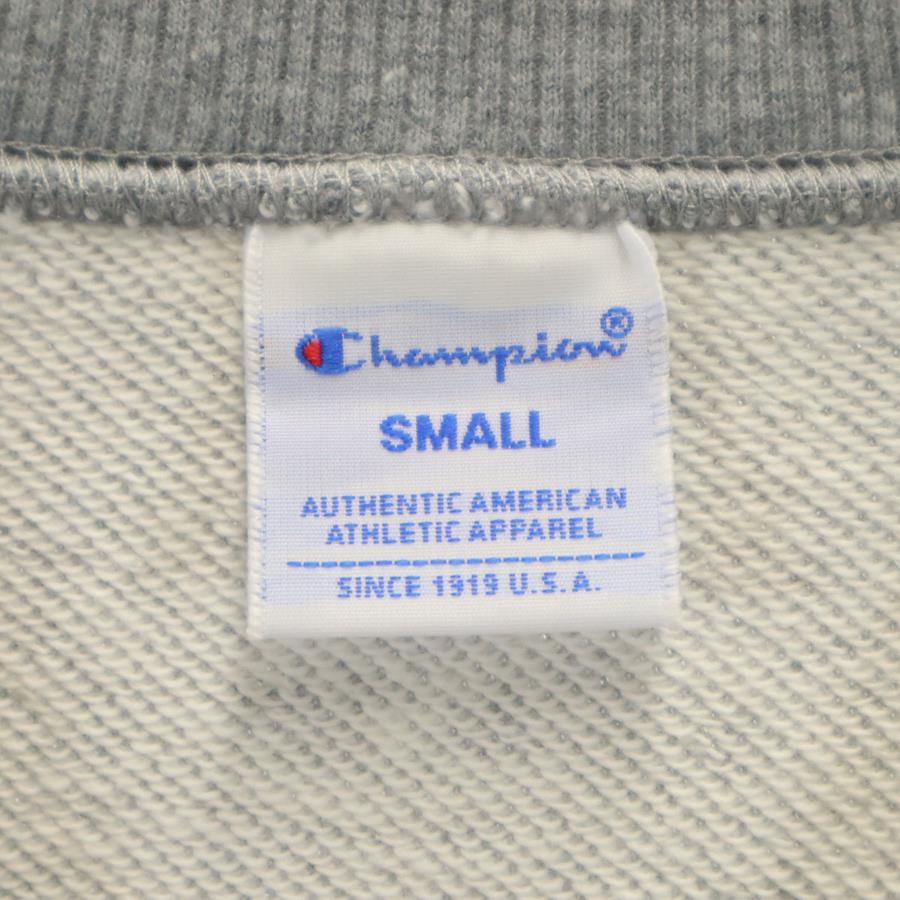 Champion®
SMALL
AUTHENTIC AMERICAN
ATHLETIC APPAREL
SINCE 1919 U.S.A.